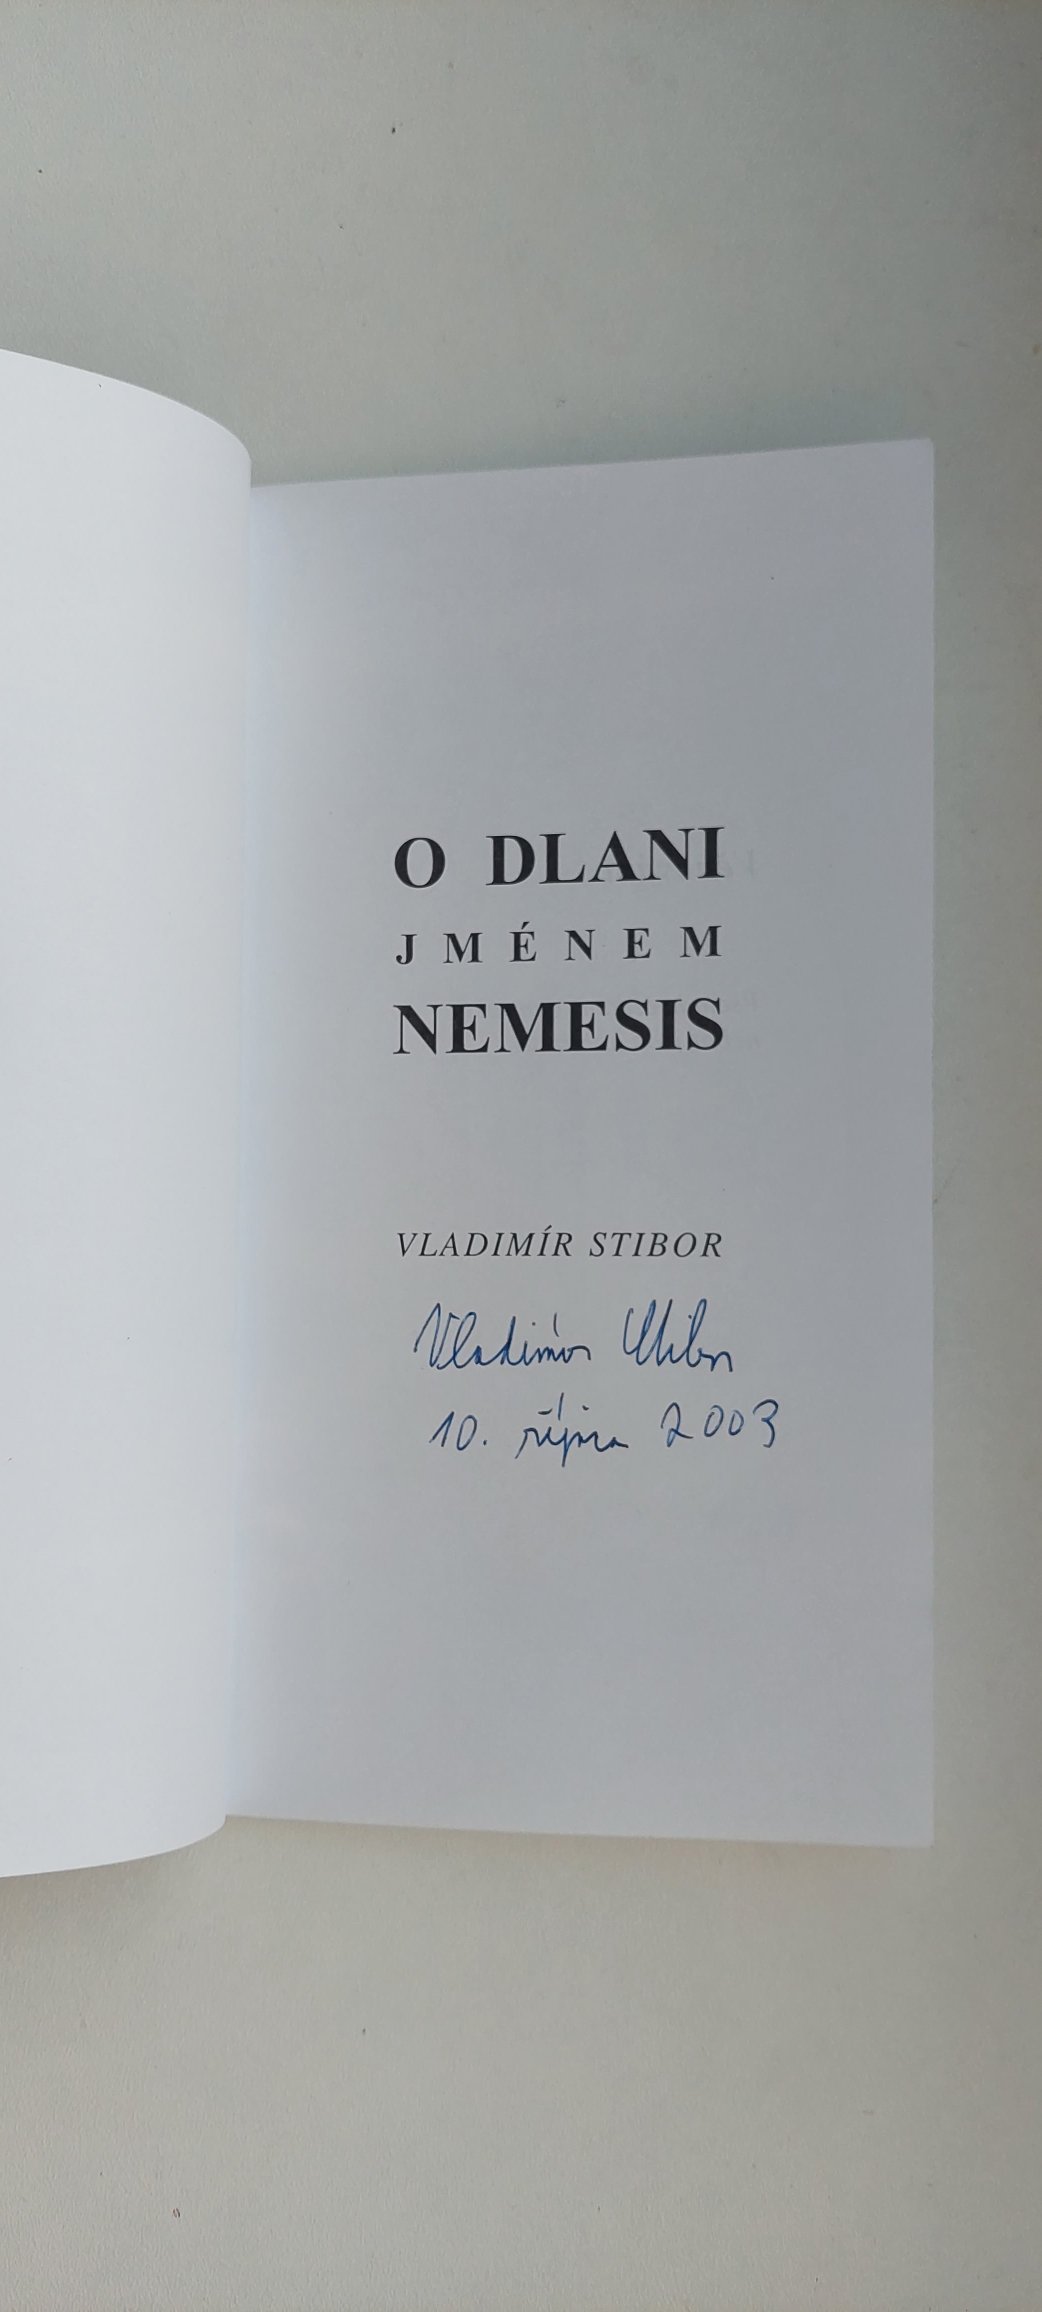 O DLANI
JMÉNEM
NEMESIS
VLADIMÍR STIBOR
Vladimír Stibor
10. října 2003